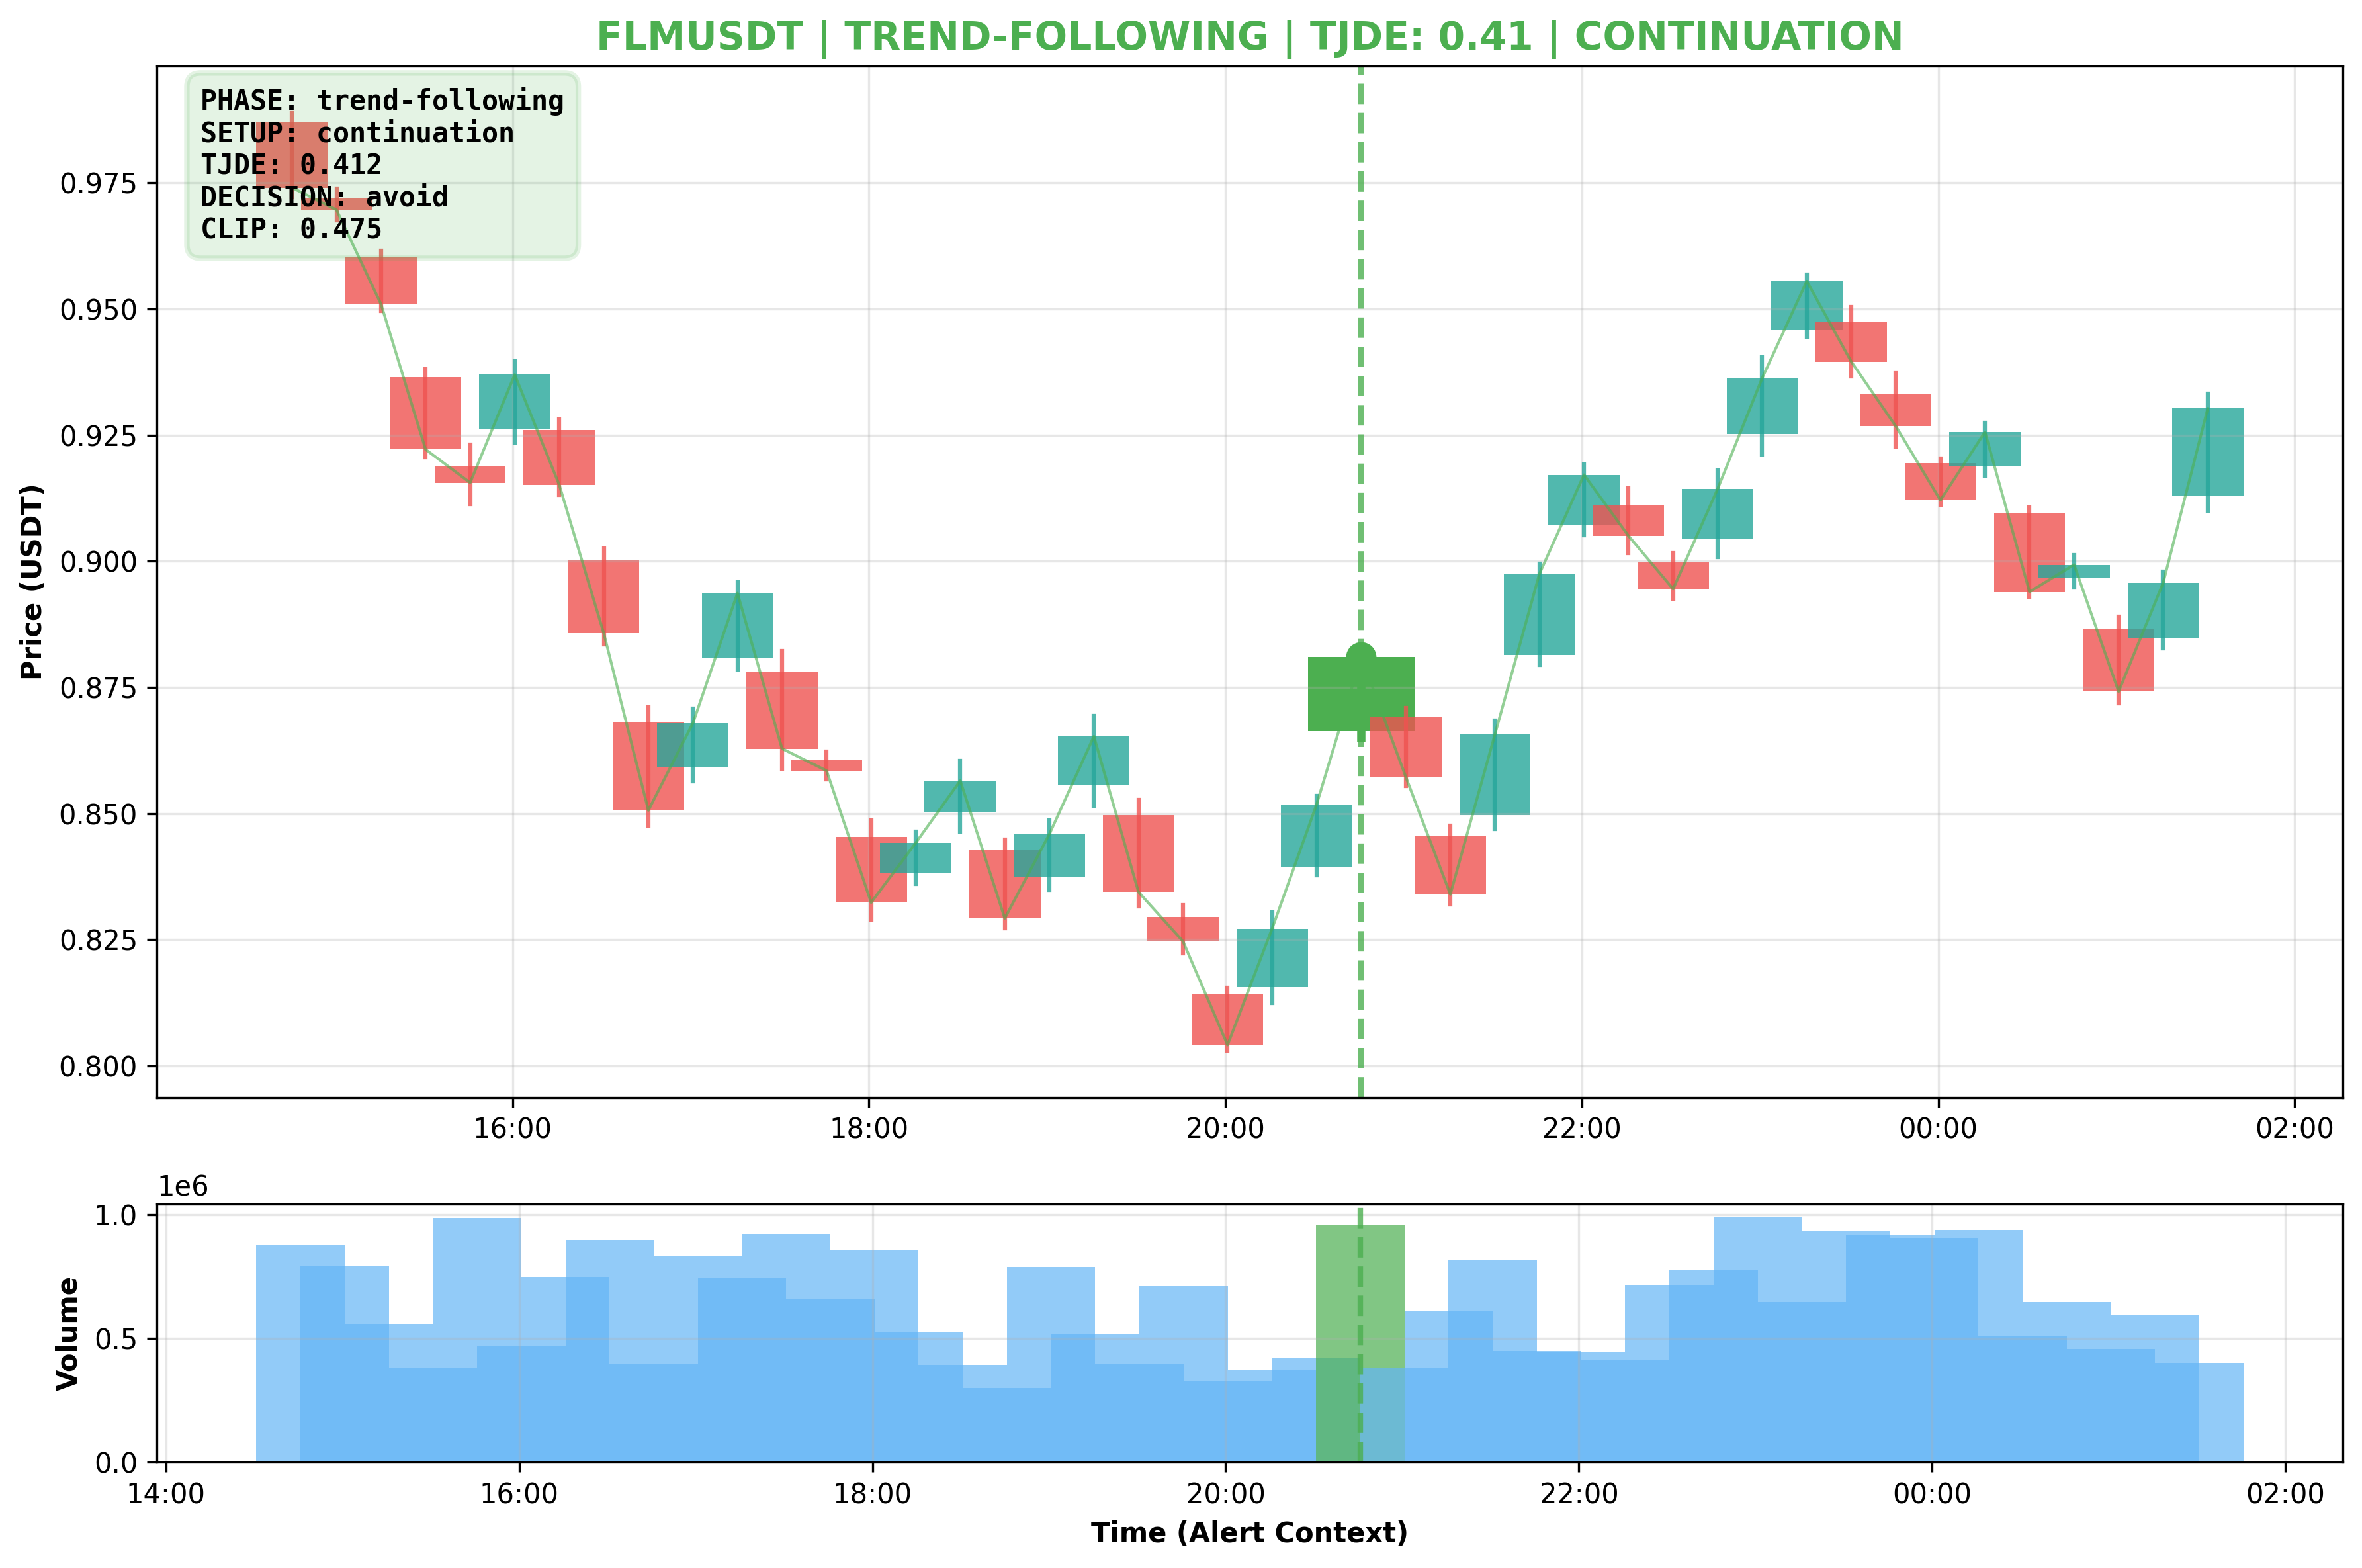 FLMUSDT | TREND-FOLLOWING | TJDE: 0.41 | CONTINUATION
PHASE: trend-following
SETUP: continuation
TJDE: 0.412
DECISION: avoid
CLIP: 0.475
Price (USDT)
0.975
0.950
0.925
0.900
0.875
0.850
0.825
0.800
16:00
18:00
20:00
22:00
00:00
02:00
1e6
Volume
1.0
0.5
0.0
14:00
16:00
18:00
20:00
22:00
00:00
02:00
Time (Alert Context)